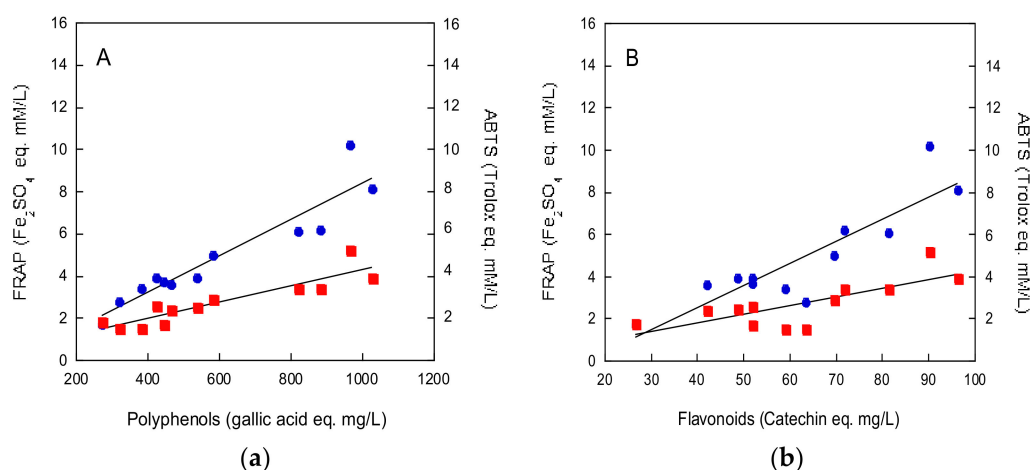 A
FRAP (Fe2SO4 eq. mM/L)
16
14
12
10
8
6
4
2
0
16
14
12
10
8
6
4
2
ABTS (Trolox eq. mM/L)
200 400 600 800 1000 1200
Polyphenols (gallic acid eq. mg/L)
(a)
B
FRAP (Fe2SO4 eq. mM/L)
16
14
12
10
8
6
4
2
0
16
14
12
10
8
6
4
2
ABTS (Trolox eq. mM/L)
20 30 40 50 60 70 80 90 100
Flavonoids (Catechin eq. mg/L)
(b)